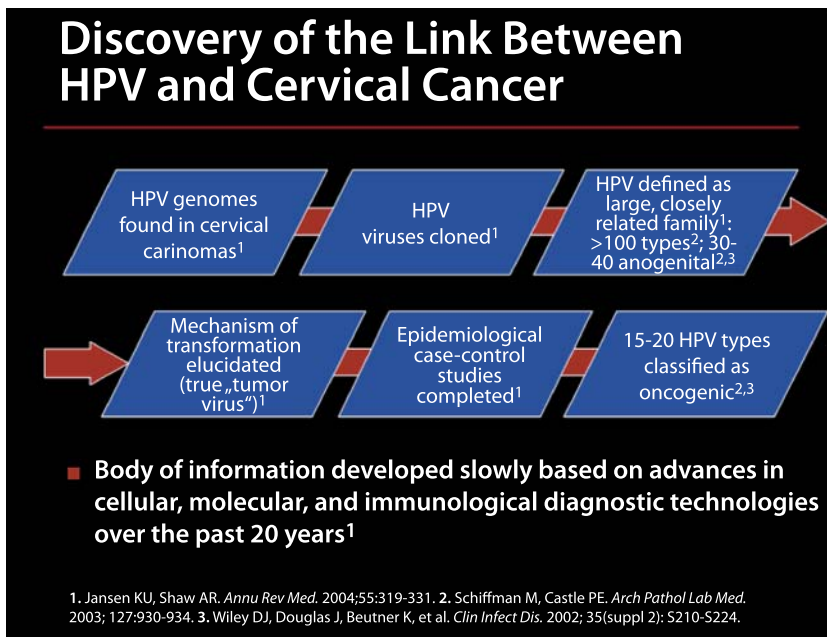 Discovery of the Link Between
HPV and Cervical Cancer
HPV genomes
found in cervical
carinomas1
HPV
viruses cloned1
HPV defined as
large, closely
related family1:
>100 types2; 30-
40 anogenital2,3
Mechanism of
transformation
elucidated
(true „tumor
virus“)1
Epidemiological
case-control
studies
completed1
15-20 HPV types
classified as
oncogenic2,3
Body of information developed slowly based on advances in
cellular, molecular, and immunological diagnostic technologies
over the past 20 years1
1. Jansen KU, Shaw AR. Annu Rev Med. 2004;55:319-331. 2. Schiffman M, Castle PE. Arch Pathol Lab Med.
2003; 127:930-934. 3. Wiley DJ, Douglas J, Beutner K, et al. Clin Infect Dis. 2002; 35(suppl 2): S210-S224.